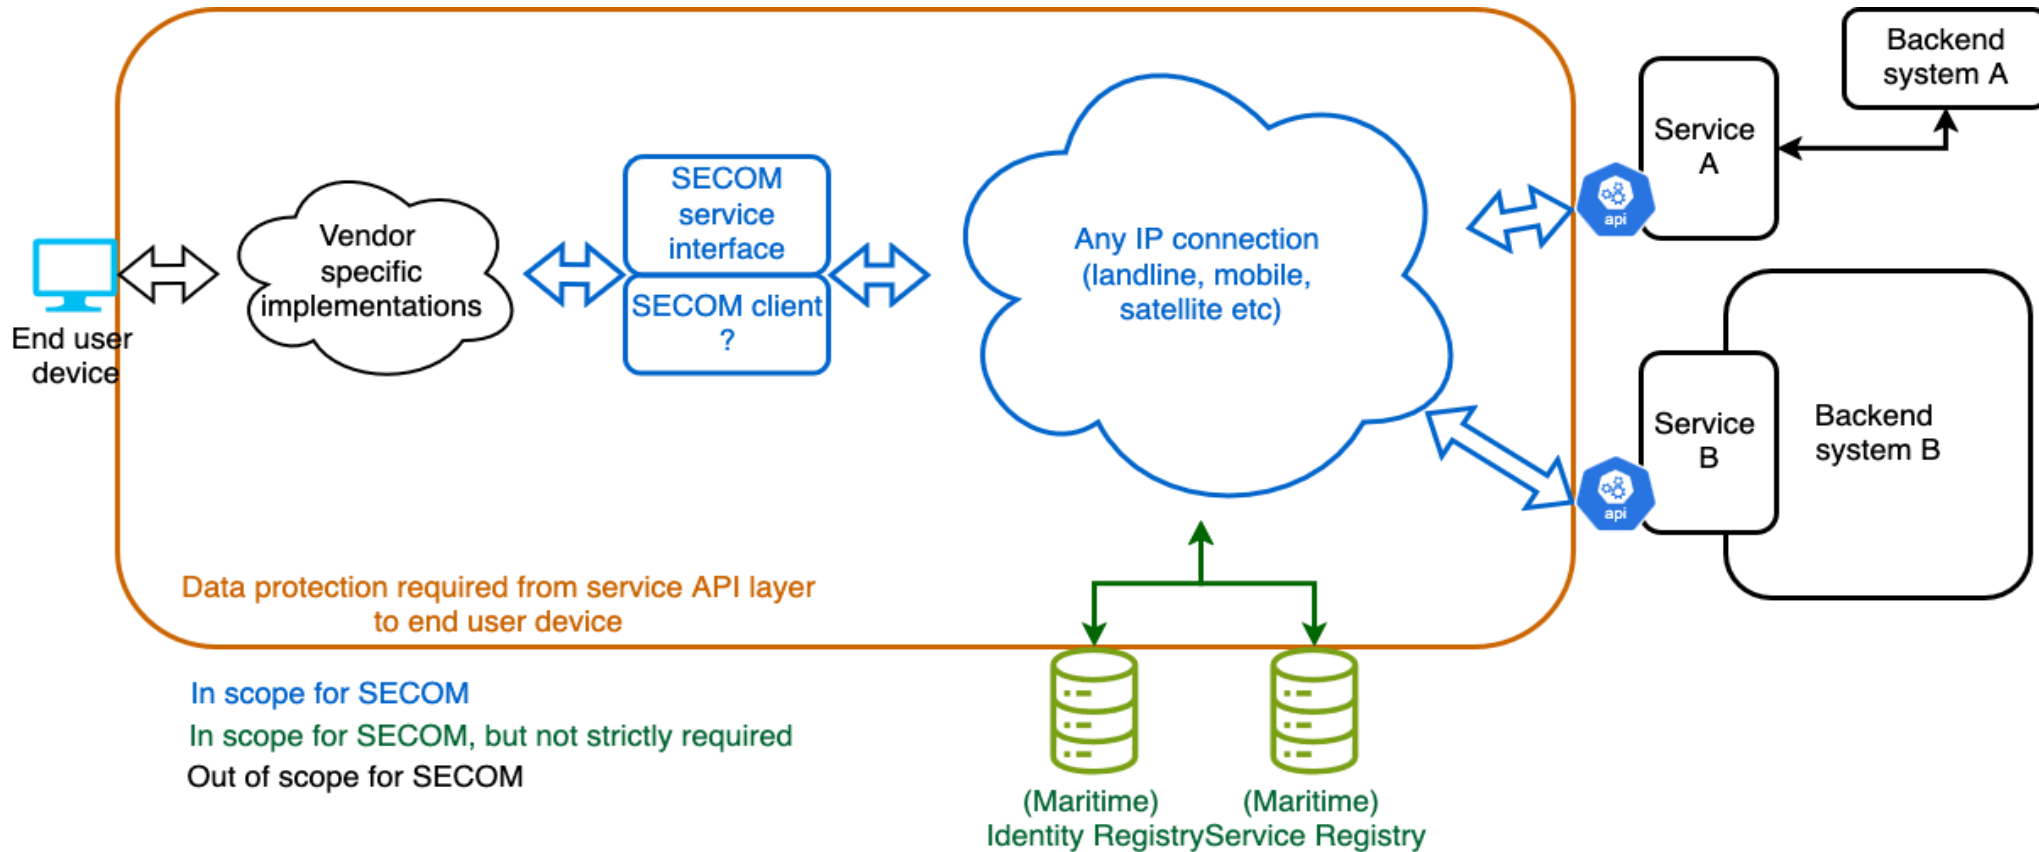 End user
device
Vendor
specific
implementations
SECOM
service
interface
SECOM client
?
Any IP connection
(landline, mobile,
satellite etc)
api
Service
A
Backend
system A
api
Service
B
Backend
system B
Data protection required from service API layer
to end user device
In scope for SECOM
In scope for SECOM, but not strictly required
Out of scope for SECOM
(Maritime)
Identity Registry
(Maritime)
Service Registry